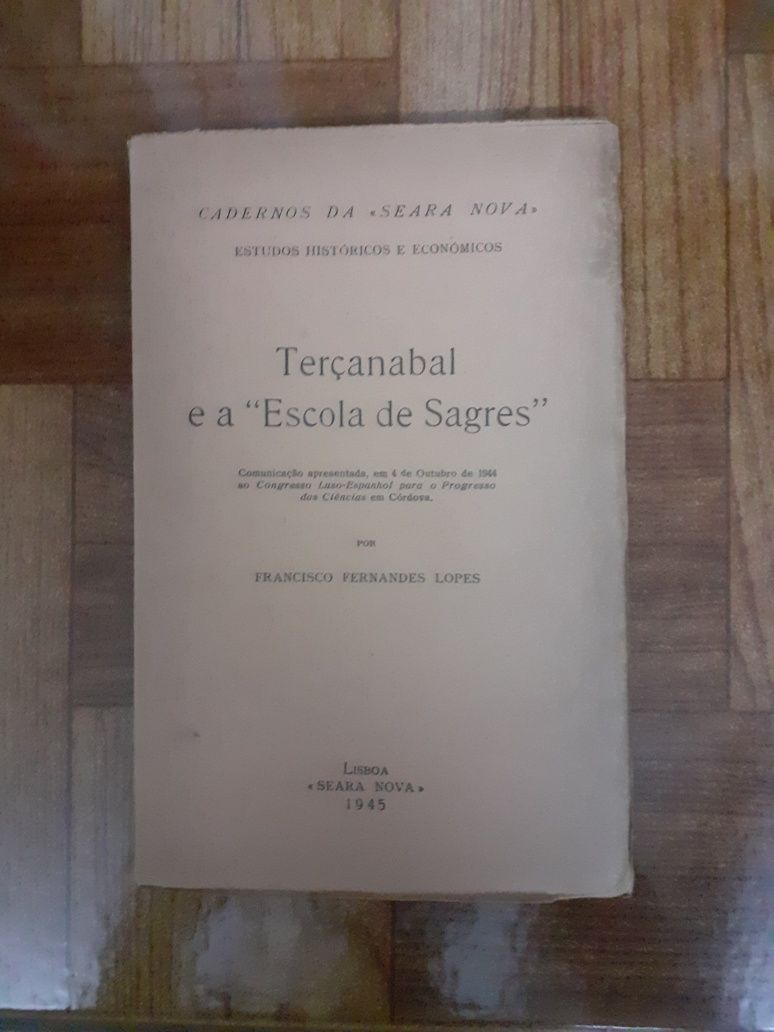 CADERNOS DA «SEARA NOVA»
ESTUDOS HISTÓRICOS E ECONÓMICOS
Terçanabal
e a “Escola de Sagres”
Comunicação apresentada, em 4 de Outubro de 1944
ao Congresso Luso-Espanhol para o Progresso
das Ciências em Córdova.
POR
FRANCISCO FERNANDES LOPES
LISBOA
«SEARA NOVA»
1945